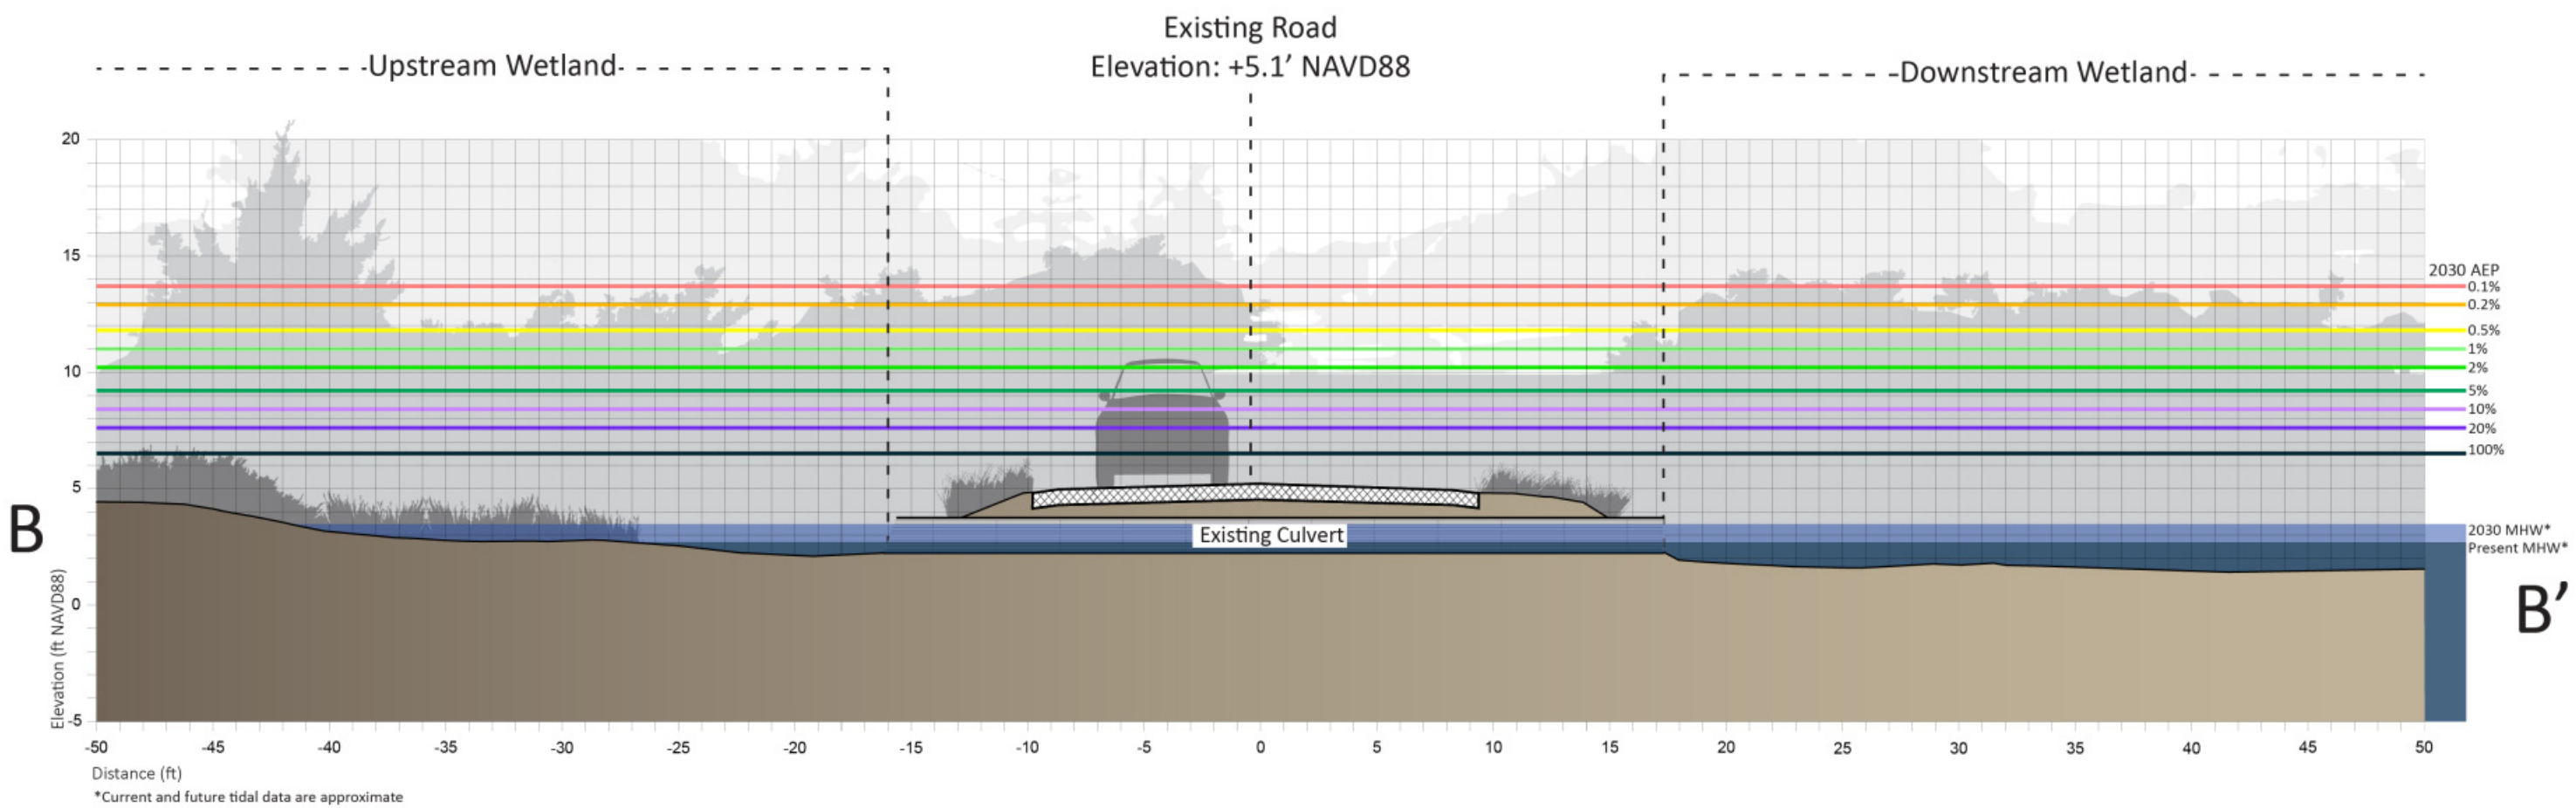 Existing Road
Elevation: +5.1’ NAVD88
Upstream Wetland
Downstream Wetland
20
15
10
5
0
-5
Elevation (ft NAVD88)
B
B’
2030 AEP
0.1%
0.2%
0.5%
1%
2%
5%
10%
20%
100%
Existing Culvert
2030 MHW*
Present MHW*
-50 -45 -40 -35 -30 -25 -20 -15 -10 -5 0 5 10 15 20 25 30 35 40 45 50
Distance (ft)
*Current and future tidal data are approximate